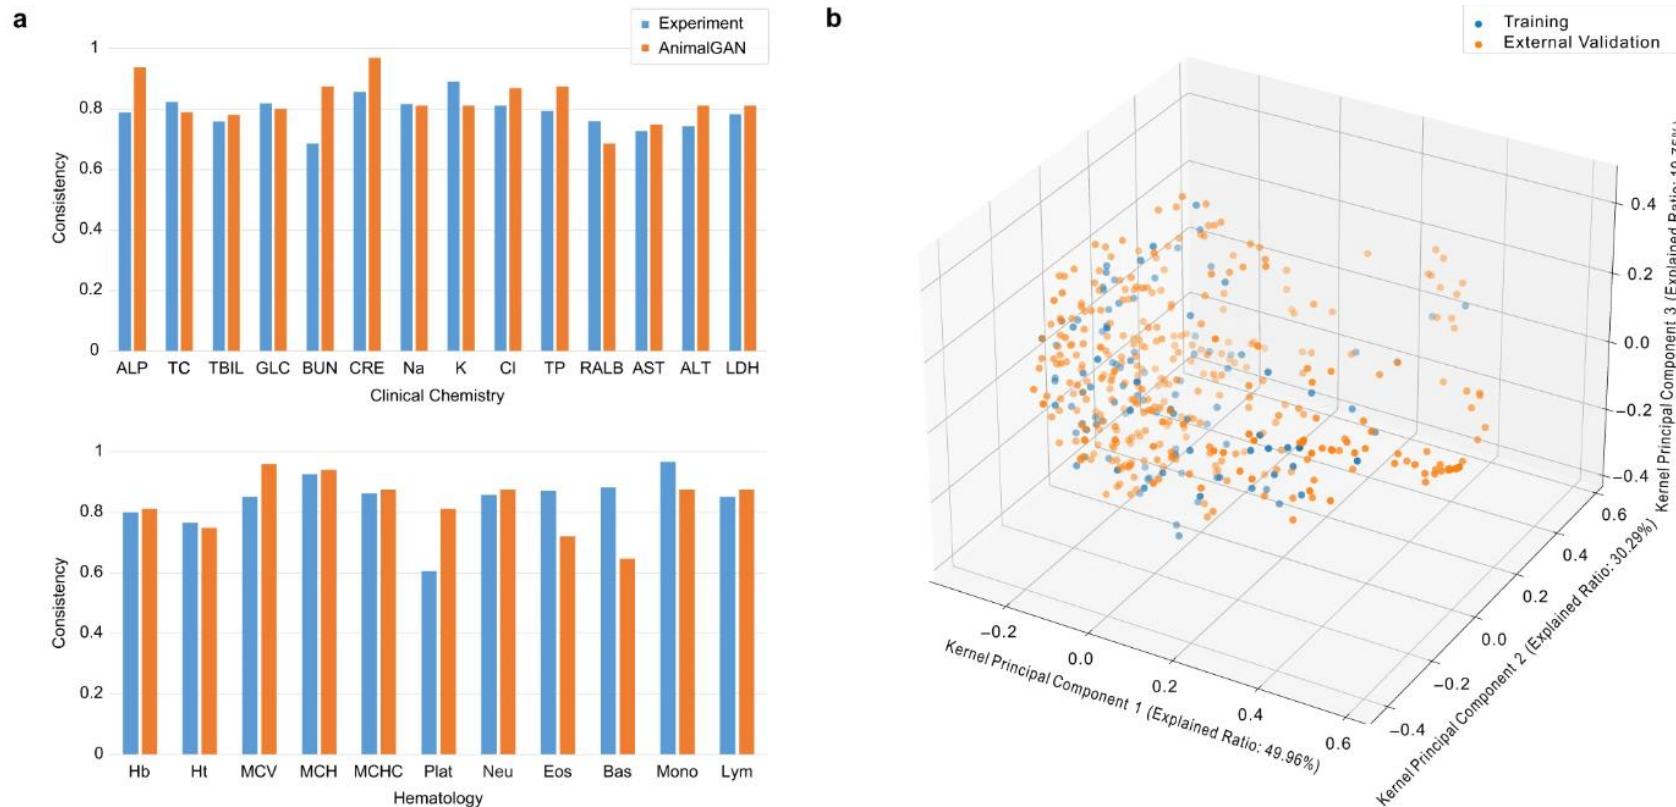 a
Experiment
AnimalGAN
1
0.8
0.6
0.4
0.2
0
Consistency
ALP TC TBIL GLC BUN CRE Na K Cl TP RALB AST ALT LDH
Clinical Chemistry
1
0.8
0.6
0.4
0.2
0
Consistency
Hb Ht MCV MCH MCHC Plat Neu Eos Bas Mono Lym
Hematology
b
Training
External Validation
0.4
0.2
0.0
−0.2
−0.4
Kernel Principal Component 3 (Explained Ratio:
0.6
0.4
0.2
0.0
−0.2
−0.4
Kernel Principal Component 2 (Explained Ratio: 30.29%)
−0.2
0.0
0.2
0.4
0.6
Kernel Principal Component 1 (Explained Ratio: 49.96%)